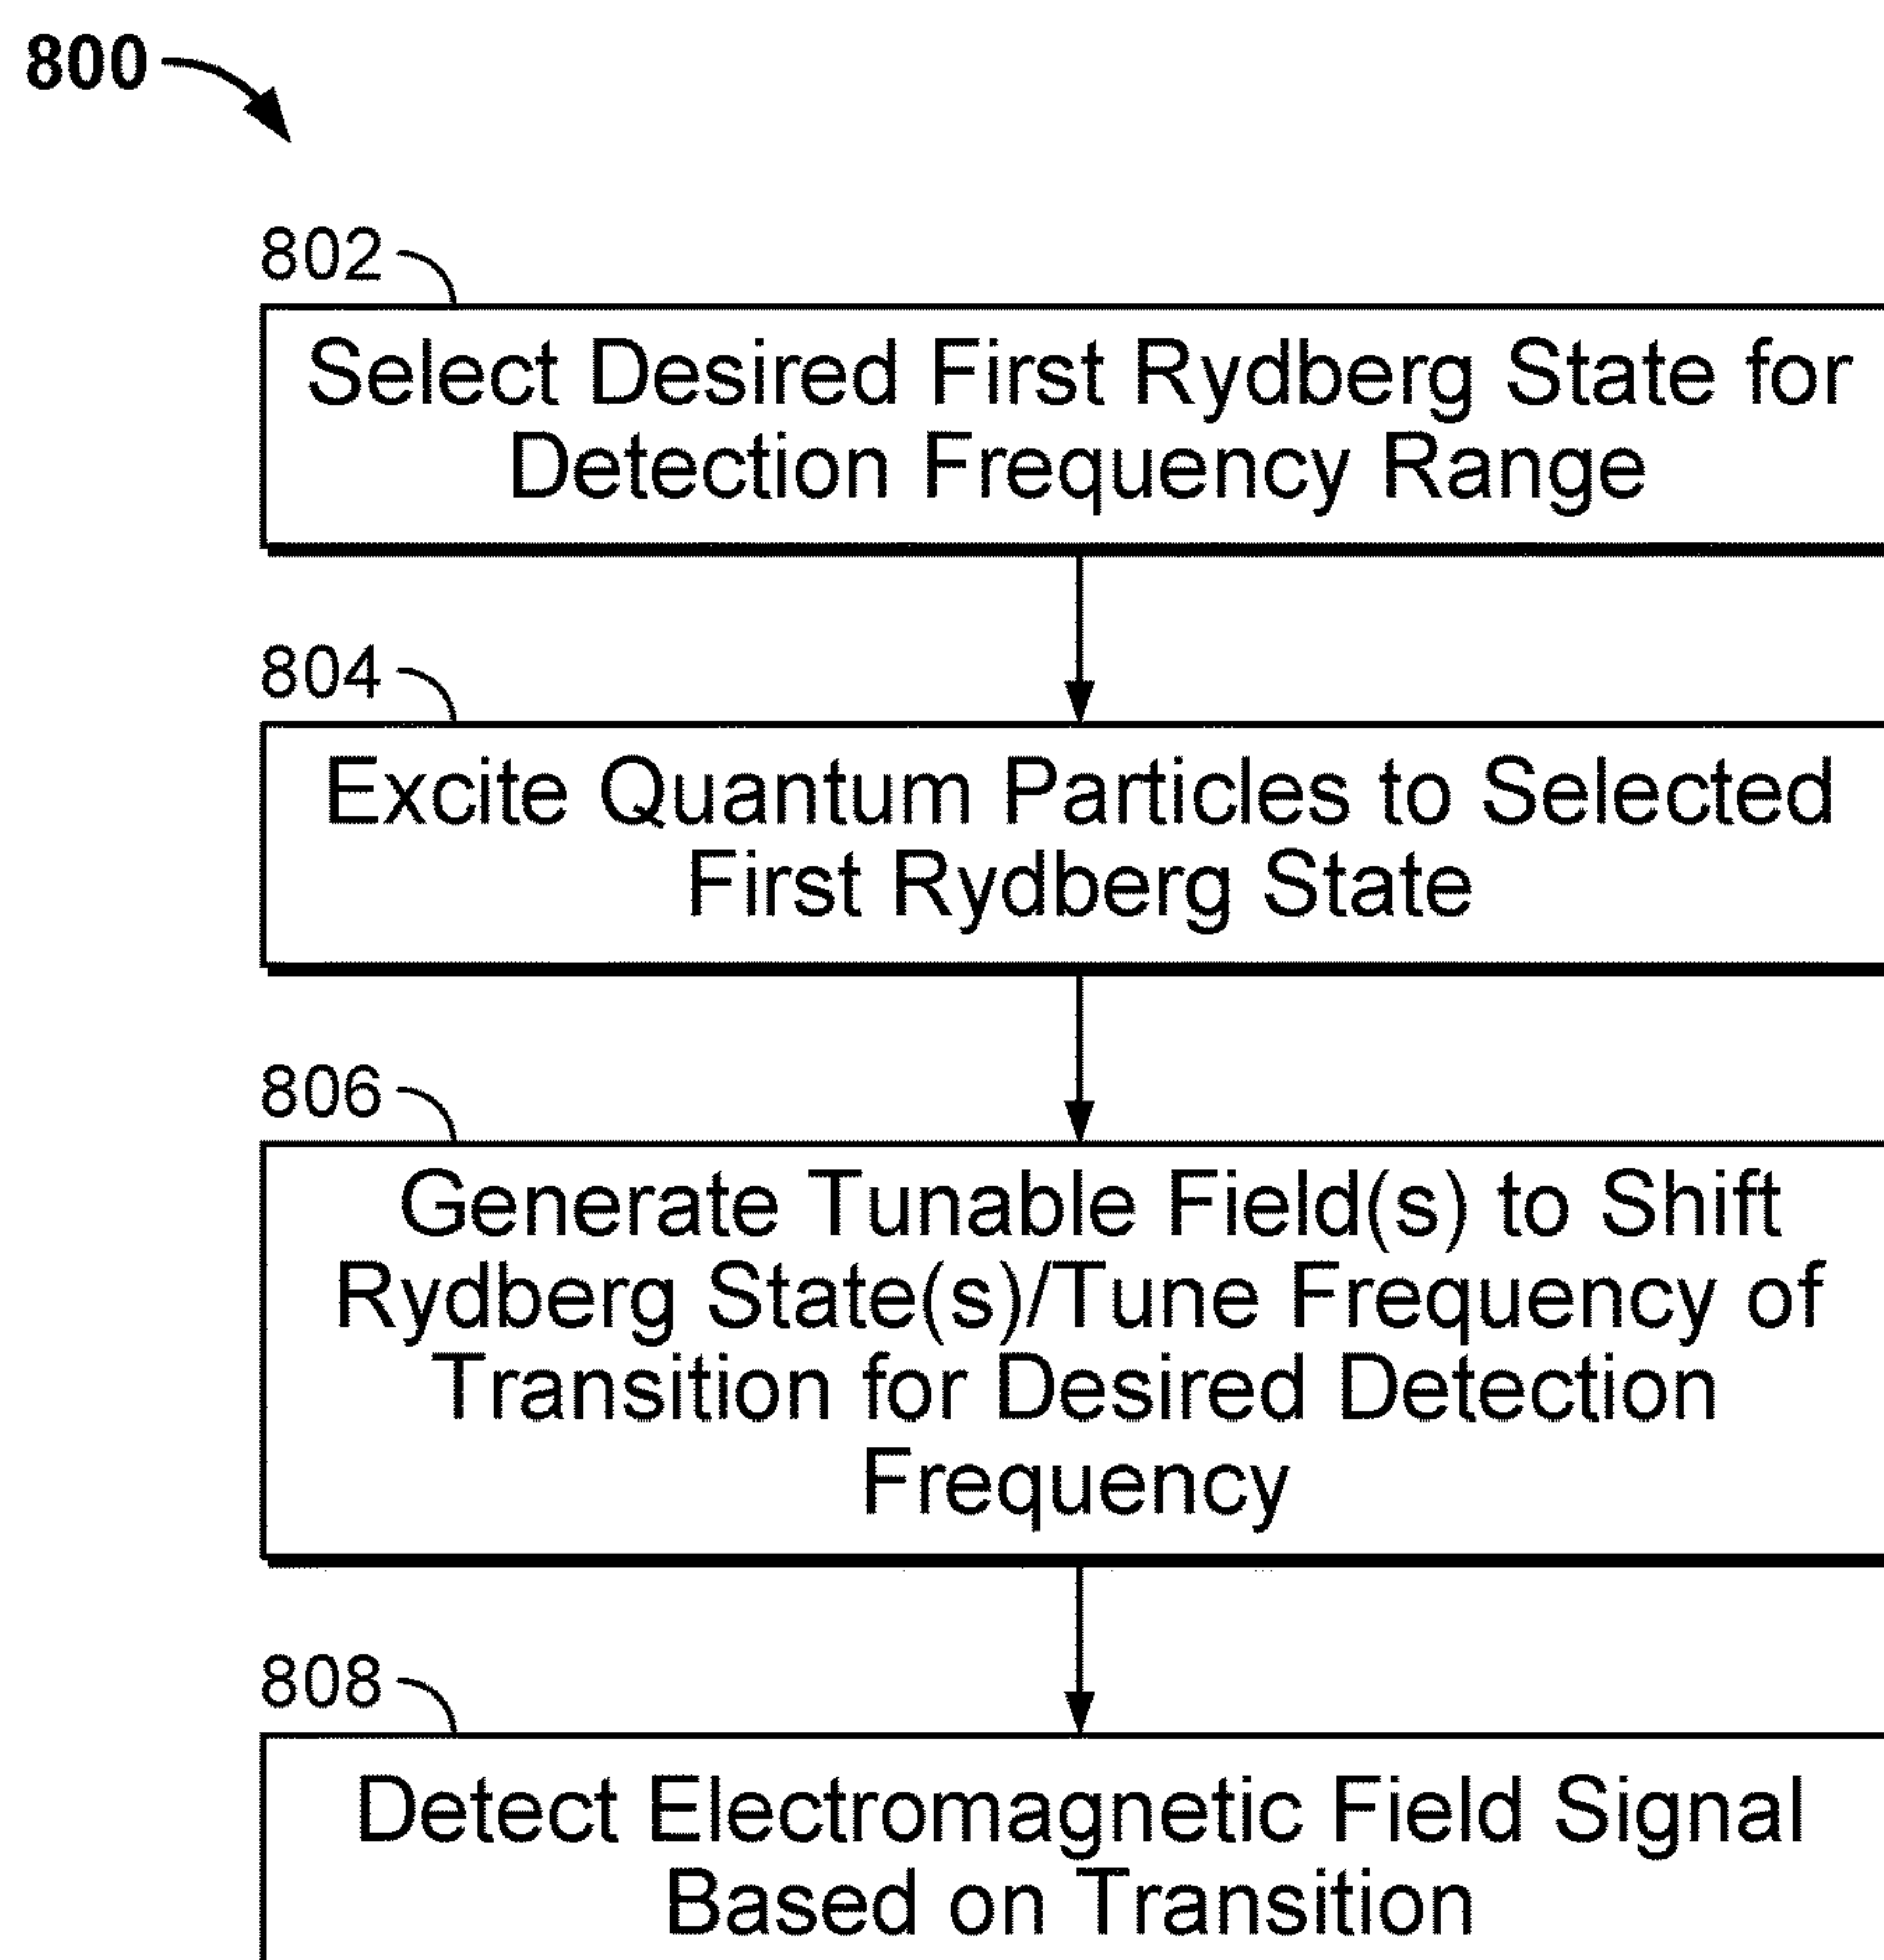 800
802
Select Desired First Rydberg State for
Detection Frequency Range
804
Excite Quantum Particles to Selected
First Rydberg State
806
Generate Tunable Field(s) to Shift
Rydberg State(s)/Tune Frequency of
Transition for Desired Detection
Frequency
808
Detect Electromagnetic Field Signal
Based on Transition